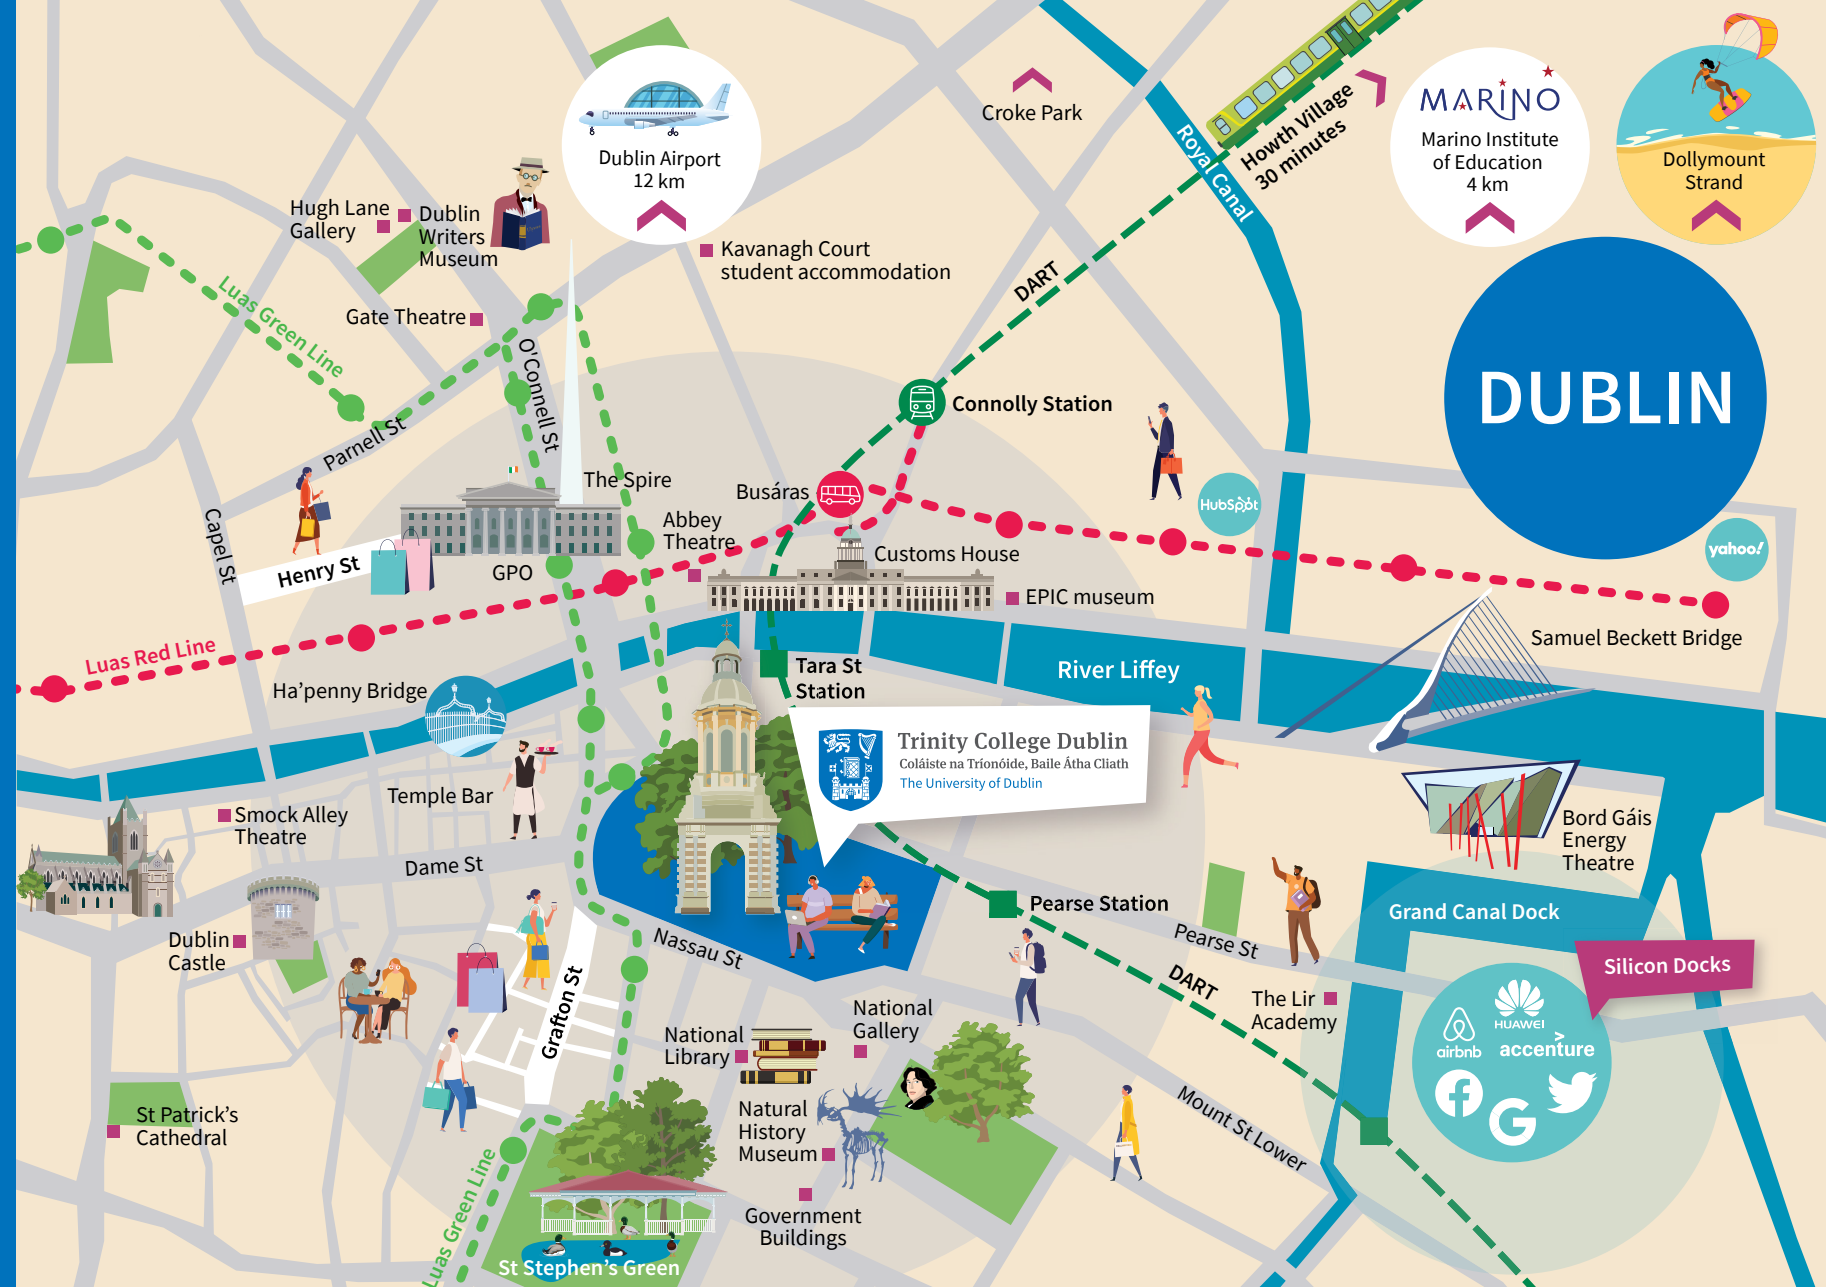 Dublin Airport
12 km
Croke Park
Royal Canal
Howth Village
30 minutes
MARINO
Marino Institute
of Education
4 km
Dollymount
Strand
DUBLIN
Hugh Lane
Gallery
Dublin
Writers
Museum
Kavanagh Court
student accommodation
Luas Green Line
Gate Theatre
DART
O'Connell St
Parnell St
Connolly Station
The Spire
Busáras
HubSpot
yahoo!
Capel St
Henry St
GPO
Abbey
Theatre
Customs House
EPIC museum
Samuel Beckett Bridge
Luas Red Line
Ha'penny Bridge
Tara St
Station
River Liffey
Trinity College Dublin
Coláiste na Tríonóide, Baile Átha Cliath
The University of Dublin
Temple Bar
Smock Alley
Theatre
Dame St
Bord Gáis
Energy
Theatre
Dublin
Castle
Nassau St
Pearse Station
Pearse St
Grand Canal Dock
Silicon Docks
Grafton St
DART
The Lir
Academy
National
Library
National
Gallery
HUAWEI
airbnb
accenture
St Patrick's
Cathedral
Natural
History
Museum
Mount St Lower
Government
Buildings
Luas Green Line
St Stephen's Green